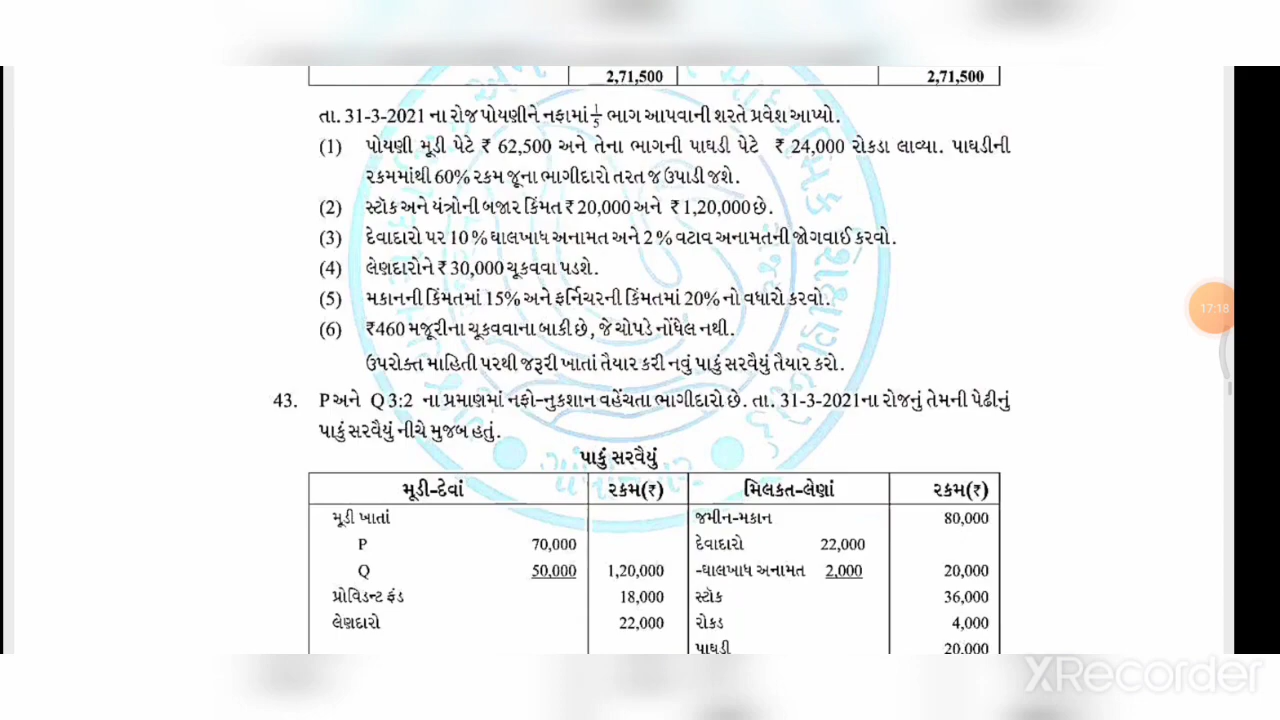 2,71,500 2,71,500
તા. 31-3-2021 ના રોજ પોયણીને નફામાં 1/5 ભાગ આપવાની શરતે પ્રવેશ આપ્યો.
(1) પોયણી મૂડી પેટે ₹ 62,500 અને તેના ભાગની પાઘડી પેટે ₹ 24,000 રોકડા લાવ્યા. પાઘડીની
રકમમાંથી 60% રકમ જૂના ભાગીદારો તરત જ ઉપાડી જશે.
(2) સ્ટૉક અને યંત્રોની બજાર કિંમત ₹ 20,000 અને ₹ 1,20,000 છે.
(3) દેવાદારો પર 10% ઘાલખાધ અનામત અને 2% વટાવ અનામતની જોગવાઈ કરવો.
(4) લેણદારોને ₹ 30,000 ચૂકવવા પડશે.
(5) મકાનની કિંમતમાં 15% અને ફર્નિચરની કિંમતમાં 20% નો વધારો કરવો.
17:18
(6) ₹460 મજૂરીના ચૂકવવાના બાકી છે, જે ચોપડે નોંધેલ નથી.
ઉપરોક્ત માહિતી પરથી જરૂરી ખાતાં તૈયાર કરી નવું પાકું સરવૈયું તૈયાર કરો.
43. P અને Q 3:2 ના પ્રમાણમાં નફો-નુકશાન વહેંચતા ભાગીદારો છે. તા. 31-3-2021ના રોજનું તેમની પેઢીનું
પાકું સરવૈયું નીચે મુજબ હતું.
પાકું સરવૈયું
મૂડી-દેવાં રકમ(₹) મિલકત-લેણાં રકમ(₹)
મૂડી ખાતાં જમીન-મકાન 80,000
P 70,000 દેવાદારો 22,000
Q 50,000 1,20,000 -ઘાલખાધ અનામત 2,000 20,000
પ્રોવિડન્ટ ફંડ 18,000 સ્ટૉક 36,000
લેણદારો 22,000 રોકડ 4,000
પાઘડી 20,000
XRecorder